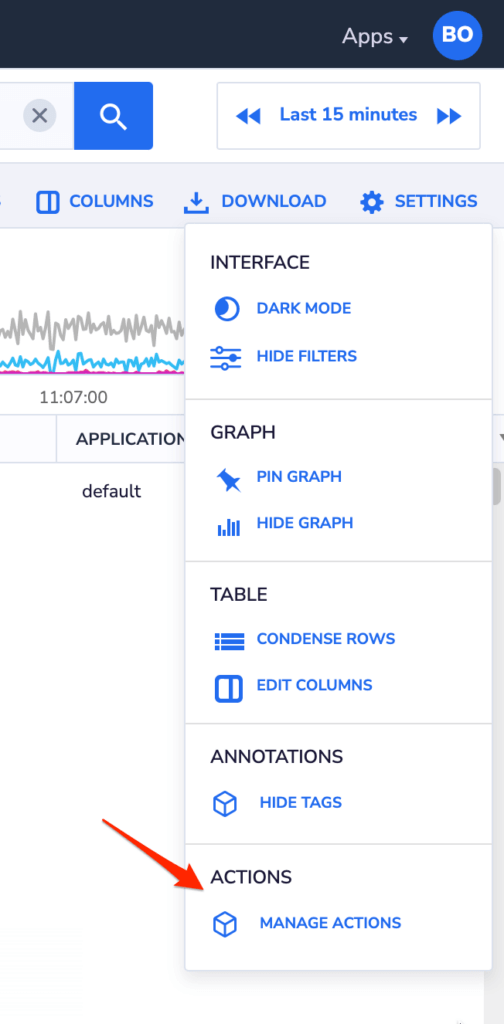 Apps
BO
Last 15 minutes
COLUMNS
DOWNLOAD
SETTINGS
INTERFACE
DARK MODE
HIDE FILTERS
11:07:00
GRAPH
APPLICATION
PIN GRAPH
default
HIDE GRAPH
TABLE
CONDENSE ROWS
EDIT COLUMNS
ANNOTATIONS
HIDE TAGS
ACTIONS
MANAGE ACTIONS